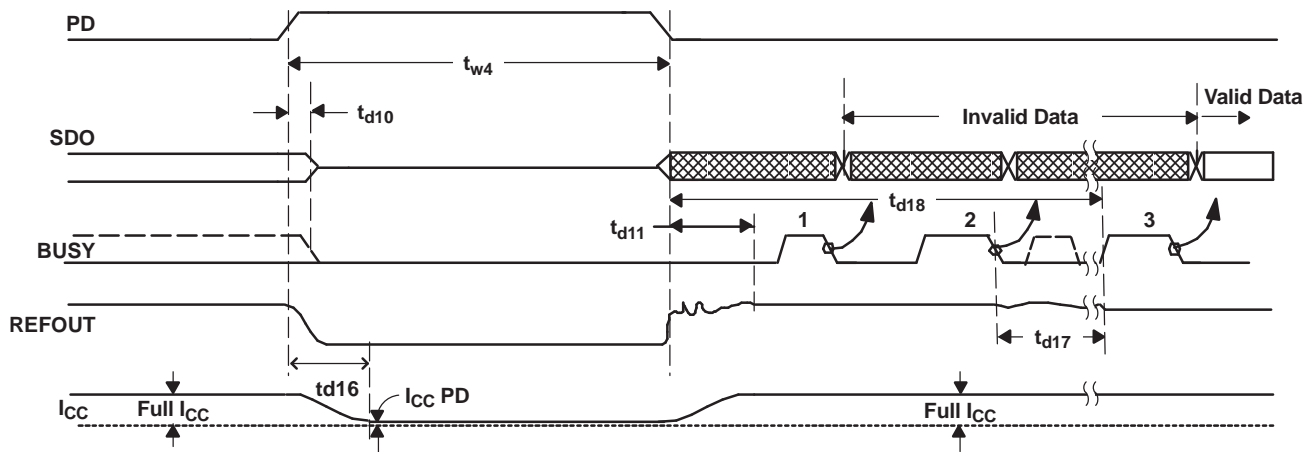 PD
tw4
td10
Invalid Data
Valid Data
SDO
td18
td11
1
2
3
BUSY
REFOUT
td17
td16
ICC PD
ICC
Full ICC
Full ICC